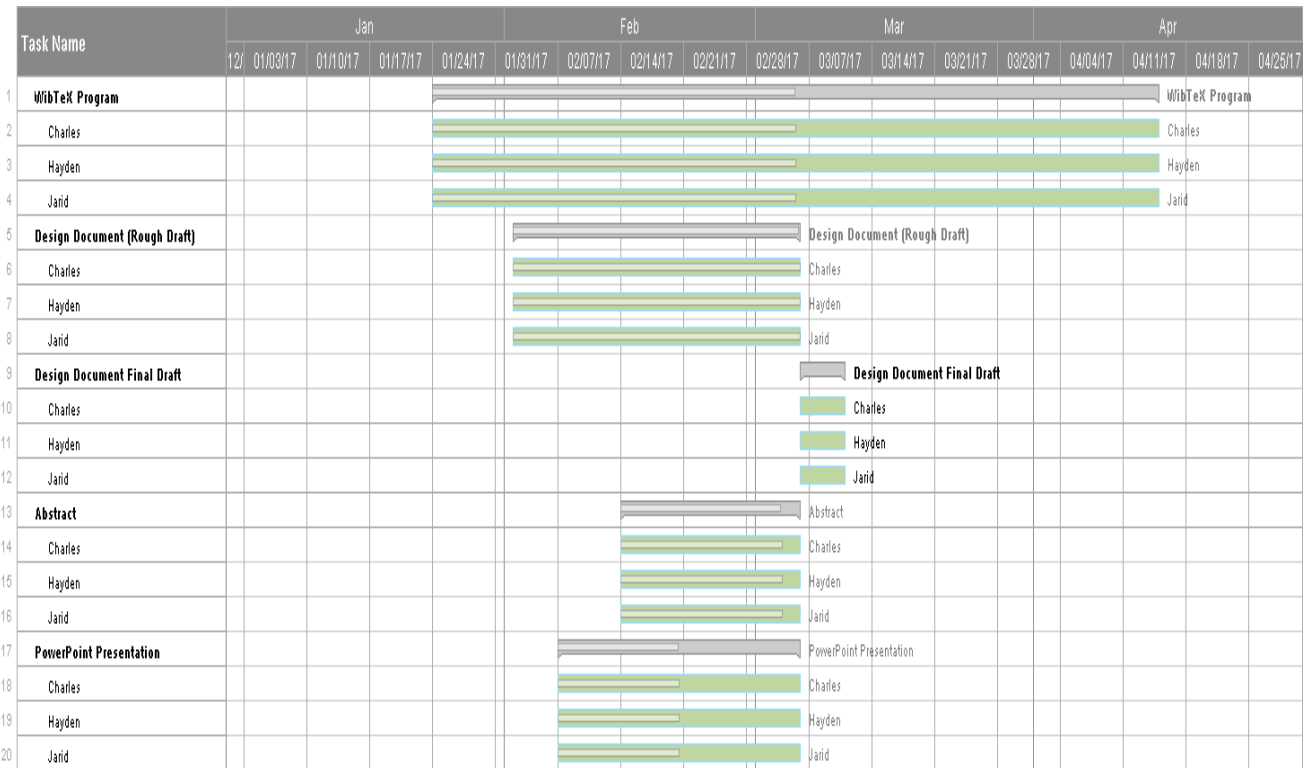 Task Name
Jan Feb Mar Apr
12/ 01/03/17 01/10/17 01/17/17 01/24/17 01/31/17 02/07/17 02/14/17 02/21/17 02/28/17 03/07/17 03/14/17 03/21/17 03/28/17 04/04/17 04/11/17 04/18/17 04/25/17
1 WibTeX Program WibTeX Program
2 Charles Charles
3 Hayden Hayden
4 Jarid Jarid
5 Design Document (Rough Draft) Design Document (Rough Draft)
6 Charles Charles
7 Hayden Hayden
8 Jarid Jarid
9 Design Document Final Draft Design Document Final Draft
10 Charles Charles
11 Hayden Hayden
12 Jarid Jarid
13 Abstract Abstract
14 Charles Charles
15 Hayden Hayden
16 Jarid Jarid
17 PowerPoint Presentation PowerPoint Presentation
18 Charles Charles
19 Hayden Hayden
20 Jarid Jarid